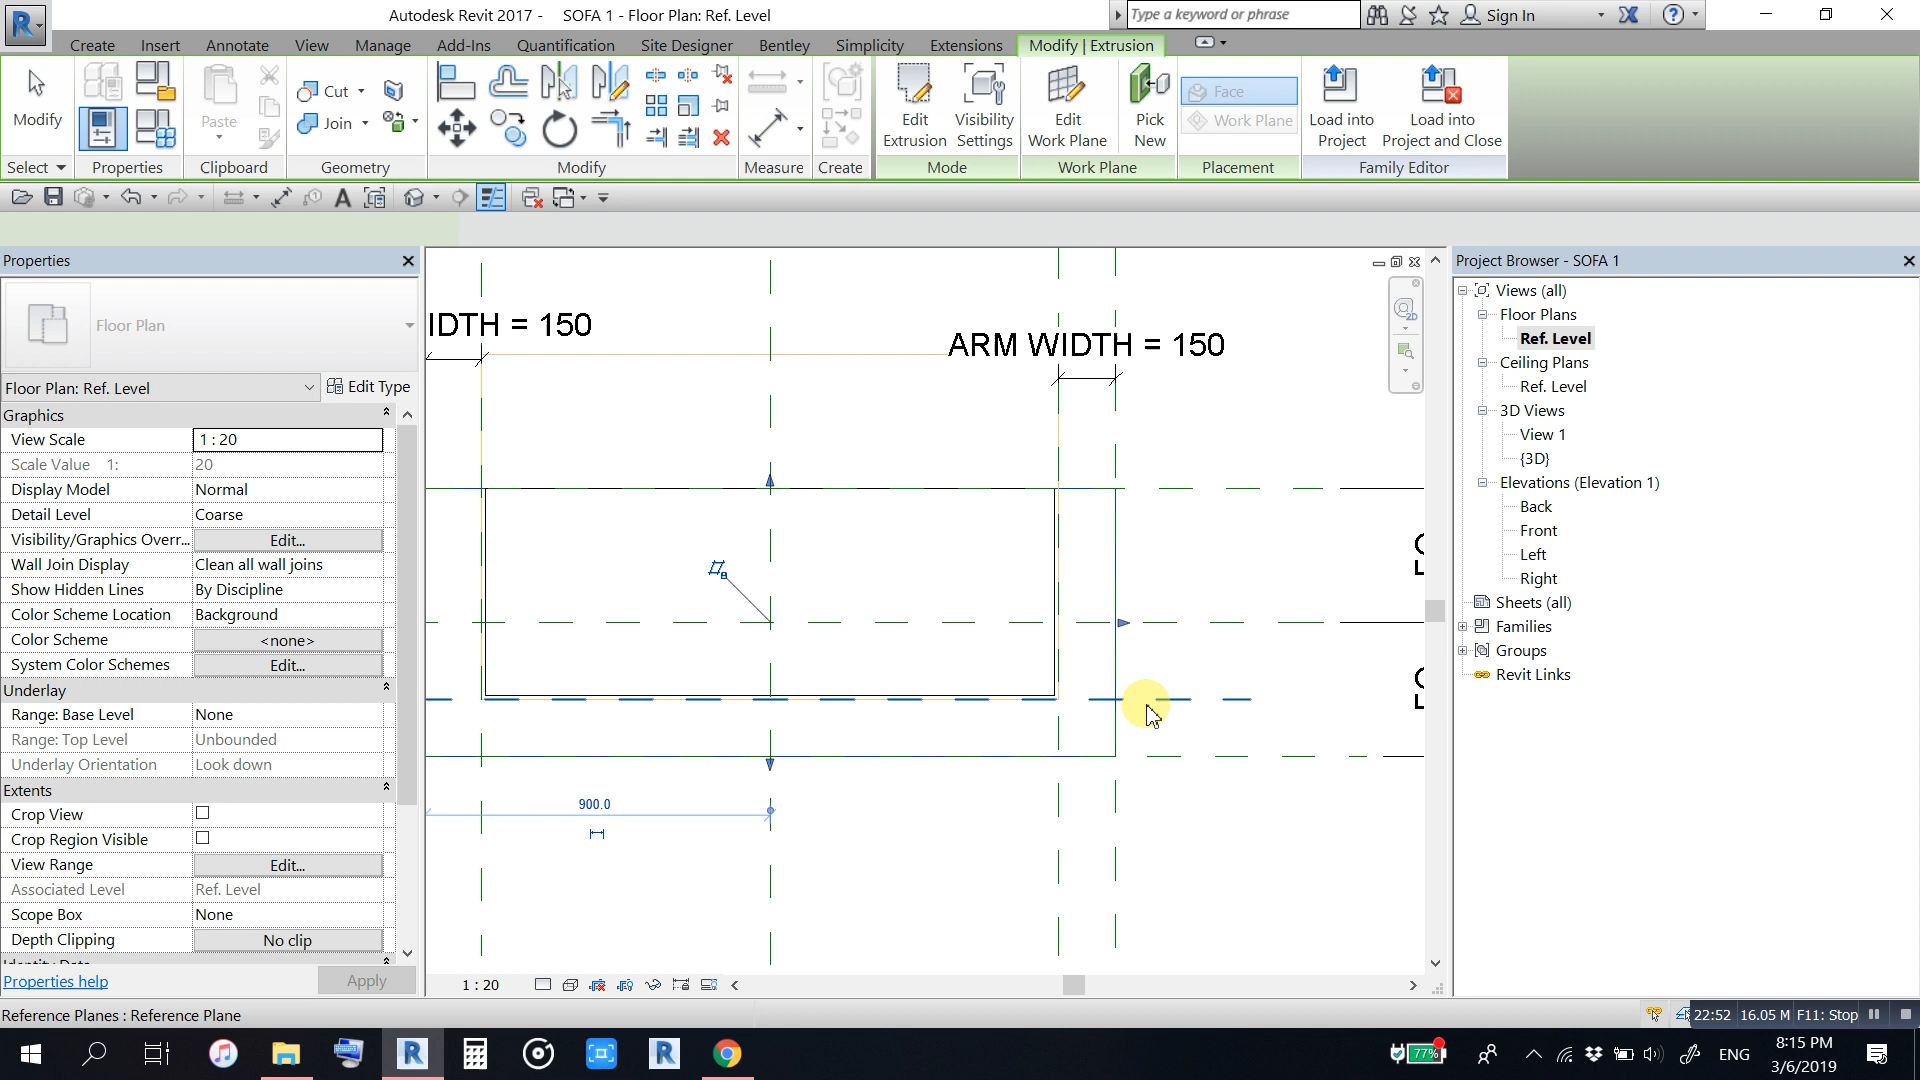 Autodesk Revit 2017 - SOFA 1 - Floor Plan: Ref. Level
Type a keyword or phrase
Sign In
Create Insert Annotate View Manage Add-Ins Quantification Site Designer Bentley Simplicity Extensions Modify | Extrusion
Modify
Paste
Cut
Join
Edit Extrusion
Visibility Settings
Edit Work Plane
Pick New
Face
Work Plane
Load into Project
Load into Project and Close
Select Properties Clipboard Geometry Modify Measure Create Mode Work Plane Placement Family Editor
A
Properties
Floor Plan
Floor Plan: Ref. Level Edit Type
Graphics
View Scale 1 : 20
Scale Value 1: 20
Display Model Normal
Detail Level Coarse
Visibility/Graphics Overr... Edit...
Wall Join Display Clean all wall joins
Show Hidden Lines By Discipline
Color Scheme Location Background
Color Scheme <none>
System Color Schemes Edit...
Underlay
Range: Base Level None
Range: Top Level Unbounded
Underlay Orientation Look down
Extents
Crop View
Crop Region Visible
View Range Edit...
Associated Level Ref. Level
Scope Box None
Depth Clipping No clip
Properties help Apply
IDTH = 150
ARM WIDTH = 150
2D
900.0
1 : 20
Project Browser - SOFA 1
Views (all)
Floor Plans
Ref. Level
Ceiling Plans
Ref. Level
3D Views
View 1
{3D}
Elevations (Elevation 1)
Back
Front
Left
Right
Sheets (all)
Families
Groups
Revit Links
Reference Planes : Reference Plane
22:52 16.05 M F11: Stop
77%
ENG
8:15 PM
3/6/2019